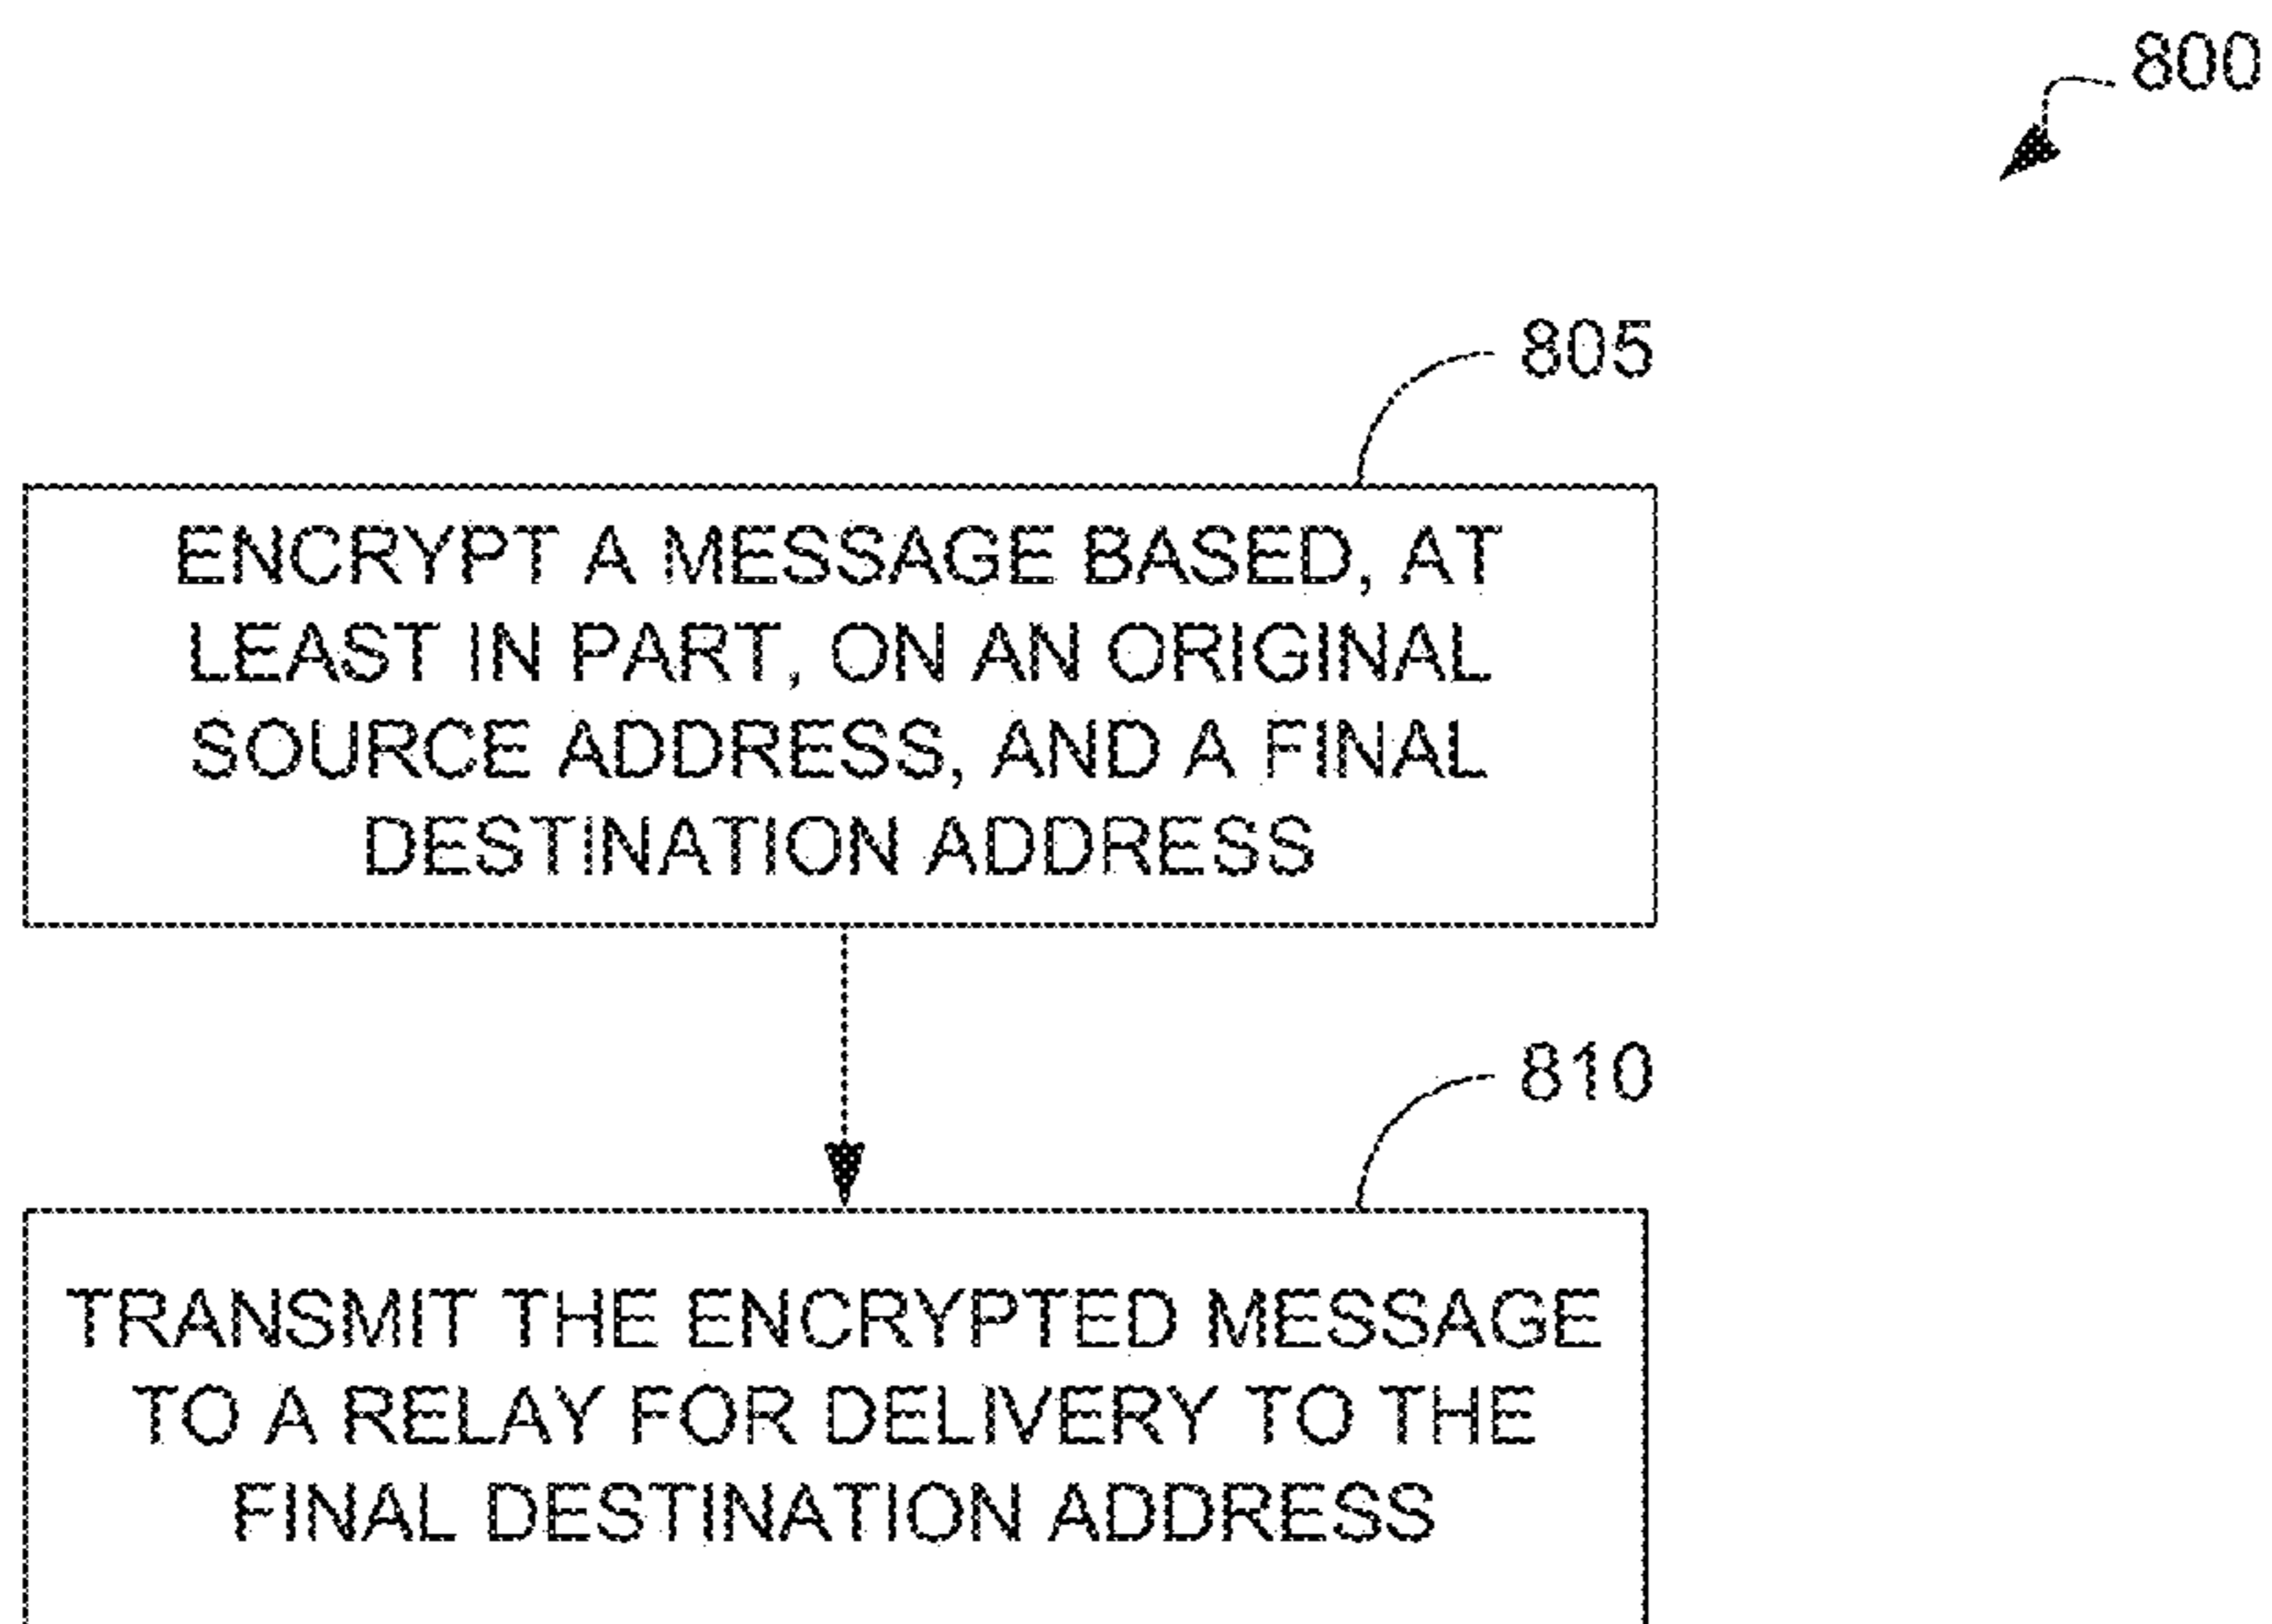 800
805
ENCRYPT A MESSAGE BASED, AT
LEAST IN PART, ON AN ORIGINAL
SOURCE ADDRESS, AND A FINAL
DESTINATION ADDRESS
810
TRANSMIT THE ENCRYPTED MESSAGE
TO A RELAY FOR DELIVERY TO THE
FINAL DESTINATION ADDRESS